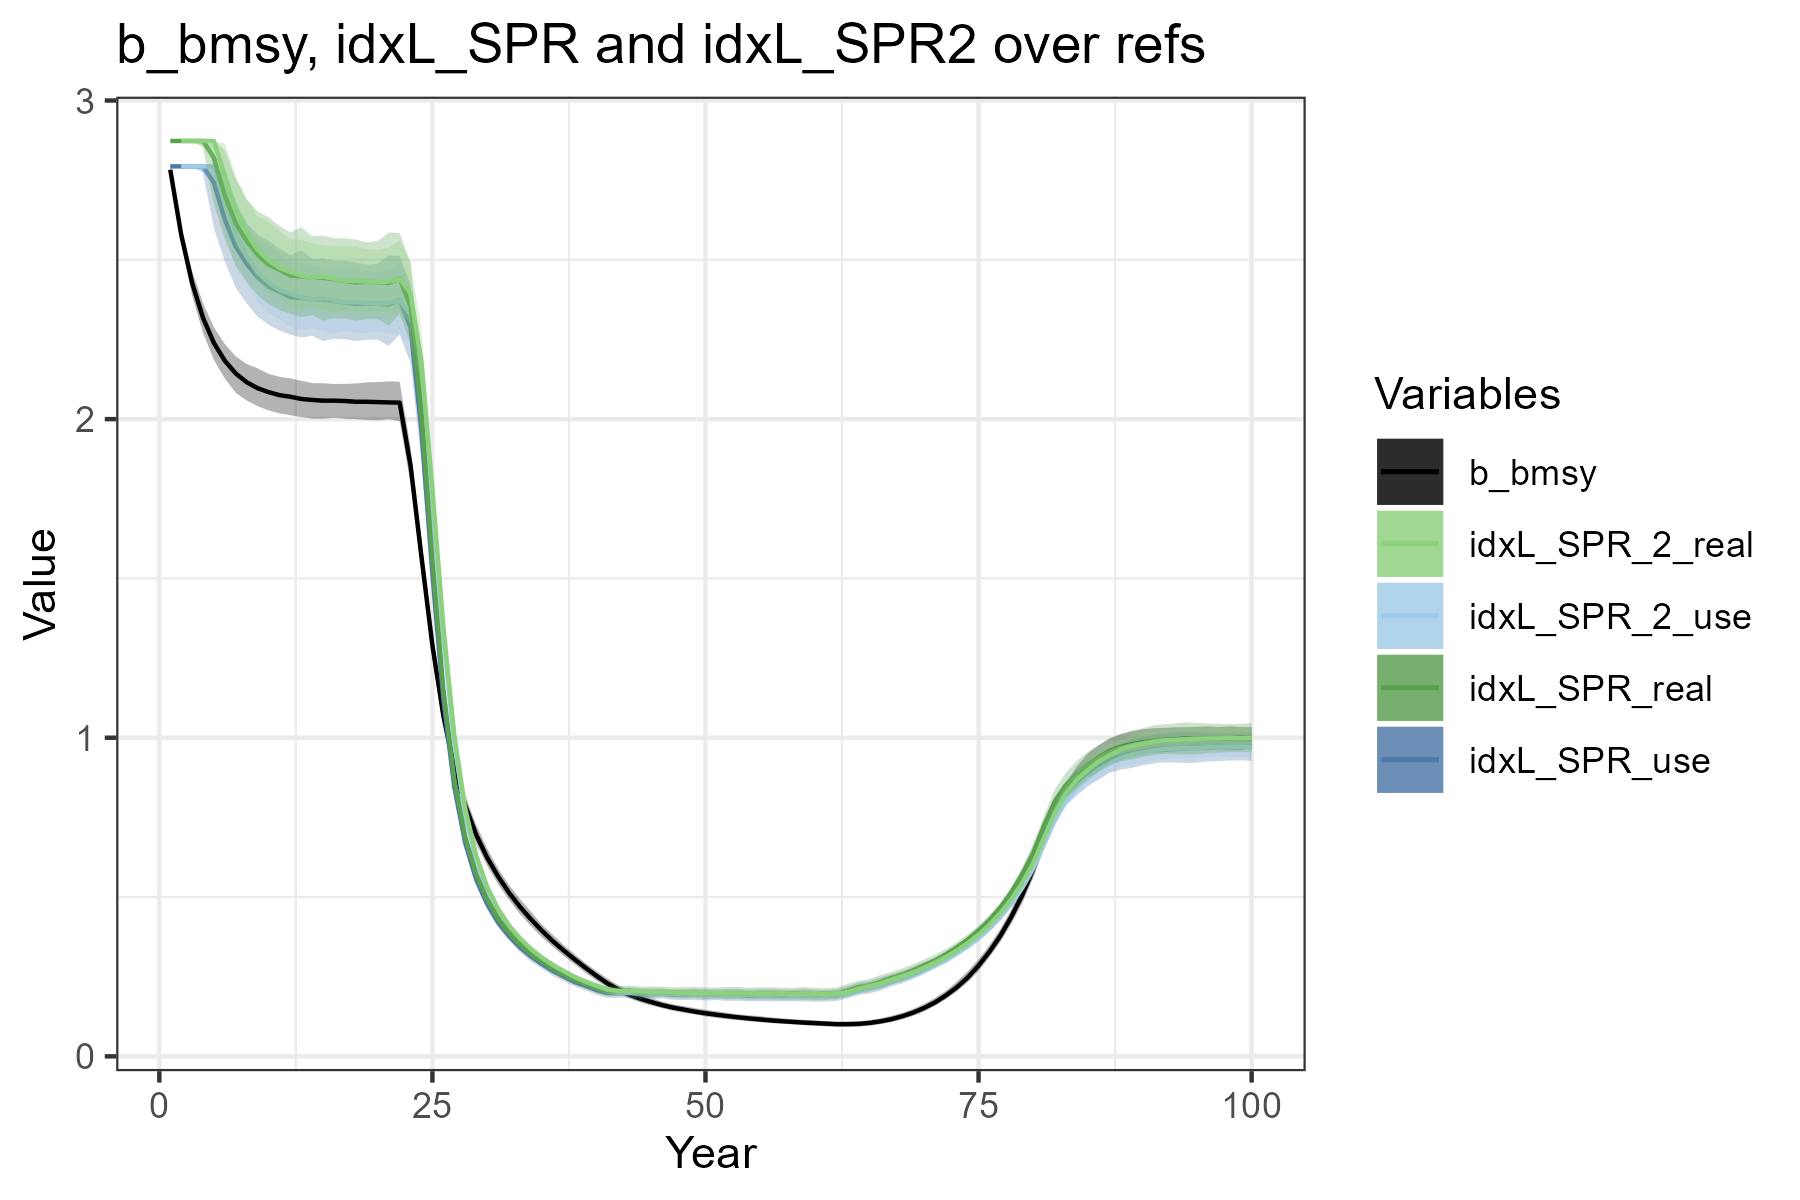 b_bmsy, idxL_SPR and idxL_SPR2 over refs
3
2
1
0
Value
0 25 50 75 100
Year
Variables
b_bmsy
idxL_SPR_2_real
idxL_SPR_2_use
idxL_SPR_real
idxL_SPR_use